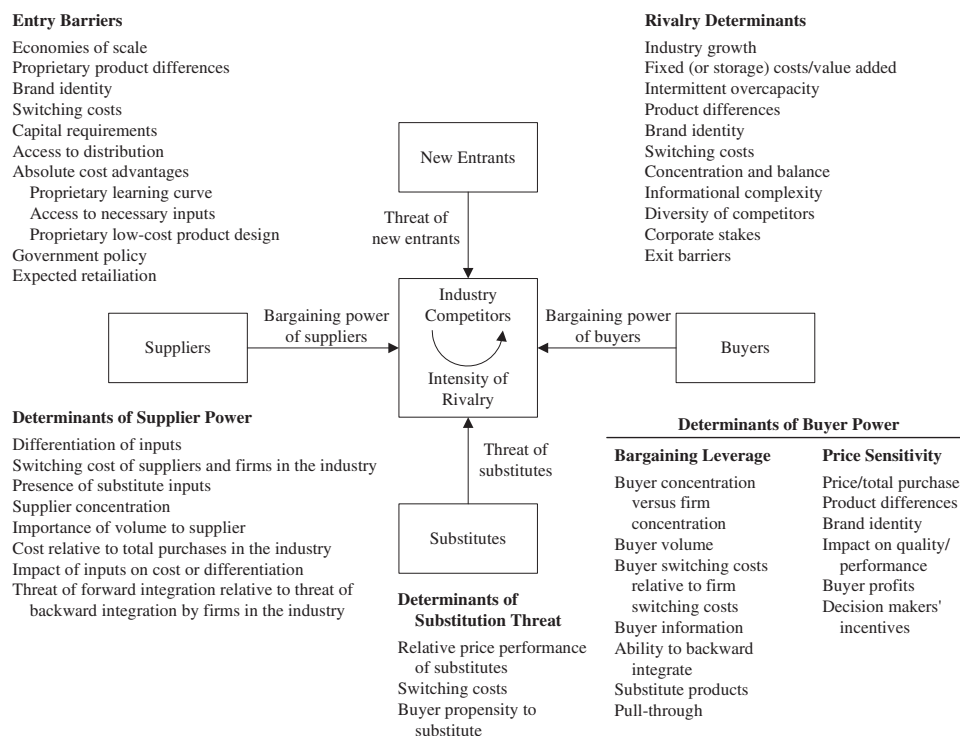 Entry Barriers
Economies of scale
Proprietary product differences
Brand identity
Switching costs
Capital requirements
Access to distribution
Absolute cost advantages
Proprietary learning curve
Access to necessary inputs
Proprietary low-cost product design
Government policy
Expected retailiation
Rivalry Determinants
Industry growth
Fixed (or storage) costs/value added
Intermittent overcapacity
Product differences
Brand identity
Switching costs
Concentration and balance
Informational complexity
Diversity of competitors
Corporate stakes
Exit barriers
New Entrants
Threat of
new entrants
Suppliers
Bargaining power
of suppliers
Industry
Competitors
Intensity of
Rivalry
Bargaining power
of buyers
Buyers
Determinants of Supplier Power
Differentiation of inputs
Switching cost of suppliers and firms in the industry
Presence of substitute inputs
Supplier concentration
Importance of volume to supplier
Cost relative to total purchases in the industry
Impact of inputs on cost or differentiation
Threat of forward integration relative to threat of
backward integration by firms in the industry
Threat of
substitutes
Substitutes
Determinants of
Substitution Threat
Relative price performance
of substitutes
Switching costs
Buyer propensity to
substitute
Determinants of Buyer Power
Bargaining Leverage
Buyer concentration
versus firm
concentration
Buyer volume
Buyer switching costs
relative to firm
switching costs
Buyer information
Ability to backward
integrate
Substitute products
Pull-through
Price Sensitivity
Price/total purchase
Product differences
Brand identity
Impact on quality/
performance
Buyer profits
Decision makers'
incentives